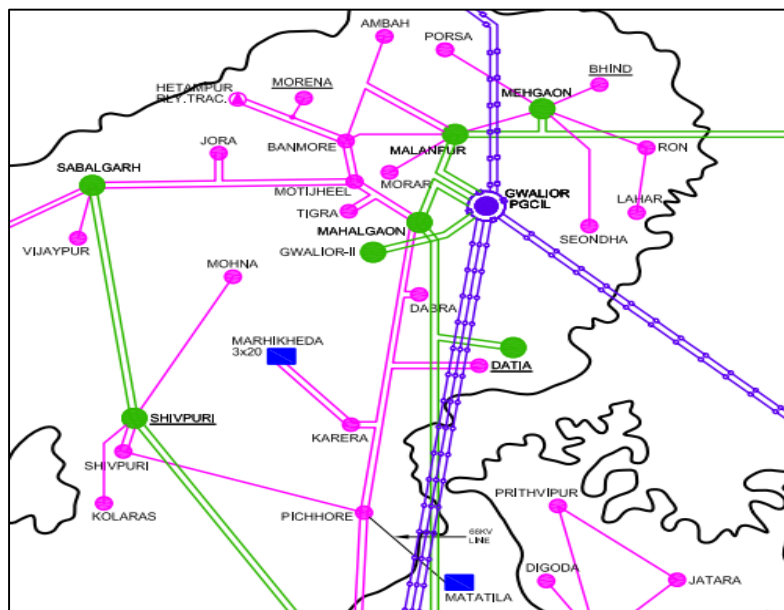 AMBAH
PORSA
HETAMPUR
RLY.TRAC.
MORENA
BHIND
MEHGAON
JORA
BANMORE
MALANPUR
RON
SABALGARH
MOTIJHEEL
MORAR
GWALIOR
PGCIL
LAHAR
TIGRA
MAHALGAON
SEONDHA
VIJAYPUR
GWALIOR-II
MOHNA
DABRA
MARHIKHEDA
3x20
DATIA
SHIVPURI
KARERA
SHIVPURI
KOLARAS
PICHHORE
PRITHVIPUR
66KV
LINE
DIGODA
JATARA
MATATILA